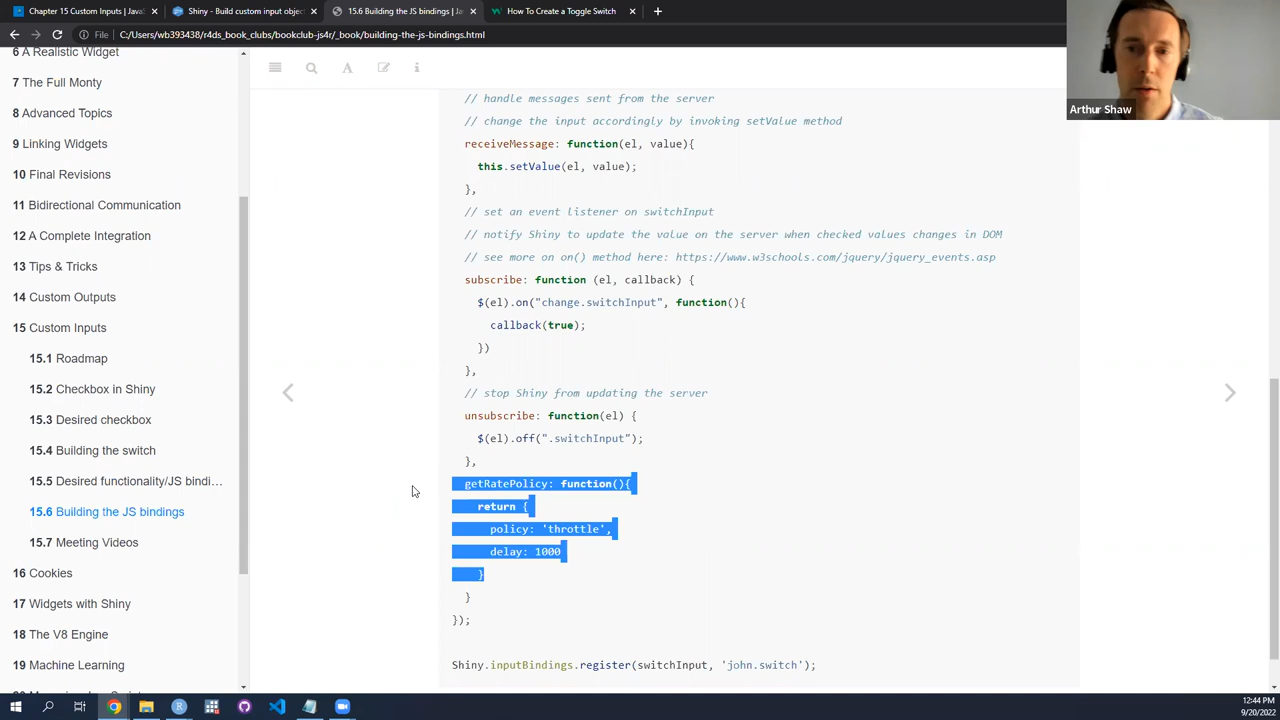 Chapter 15 Custom Inputs | JavaS
Shiny - Build custom input objec
15.6 Building the JS bindings | Ja
How To Create a Toggle Switch
File
C:/Users/wb393438/r4ds_book_clubs/bookclub-js4r/_book/building-the-js-bindings.html
Arthur Shaw
6 A Realistic Widget
7 The Full Monty
8 Advanced Topics
9 Linking Widgets
10 Final Revisions
11 Bidirectional Communication
12 A Complete Integration
13 Tips & Tricks
14 Custom Outputs
15 Custom Inputs
15.1 Roadmap
15.2 Checkbox in Shiny
15.3 Desired checkbox
15.4 Building the switch
15.5 Desired functionality/JS bindi…
15.6 Building the JS bindings
15.7 Meeting Videos
16 Cookies
17 Widgets with Shiny
18 The V8 Engine
19 Machine Learning
// handle messages sent from the server
// change the input accordingly by invoking setValue method
receiveMessage: function(el, value){
this.setValue(el, value);
},
// set an event listener on switchInput
// notify Shiny to update the value on the server when checked values changes in DOM
// see more on on() method here: https://www.w3schools.com/jquery/jquery_events.asp
subscribe: function (el, callback) {
$(el).on("change.switchInput", function(){
callback(true);
})
},
// stop Shiny from updating the server
unsubscribe: function(el) {
$(el).off(".switchInput");
},
getRatePolicy: function(){
return {
policy: 'throttle',
delay: 1000
}
}
});
Shiny.inputBindings.register(switchInput, 'john.switch');
12:44 PM
9/20/2022